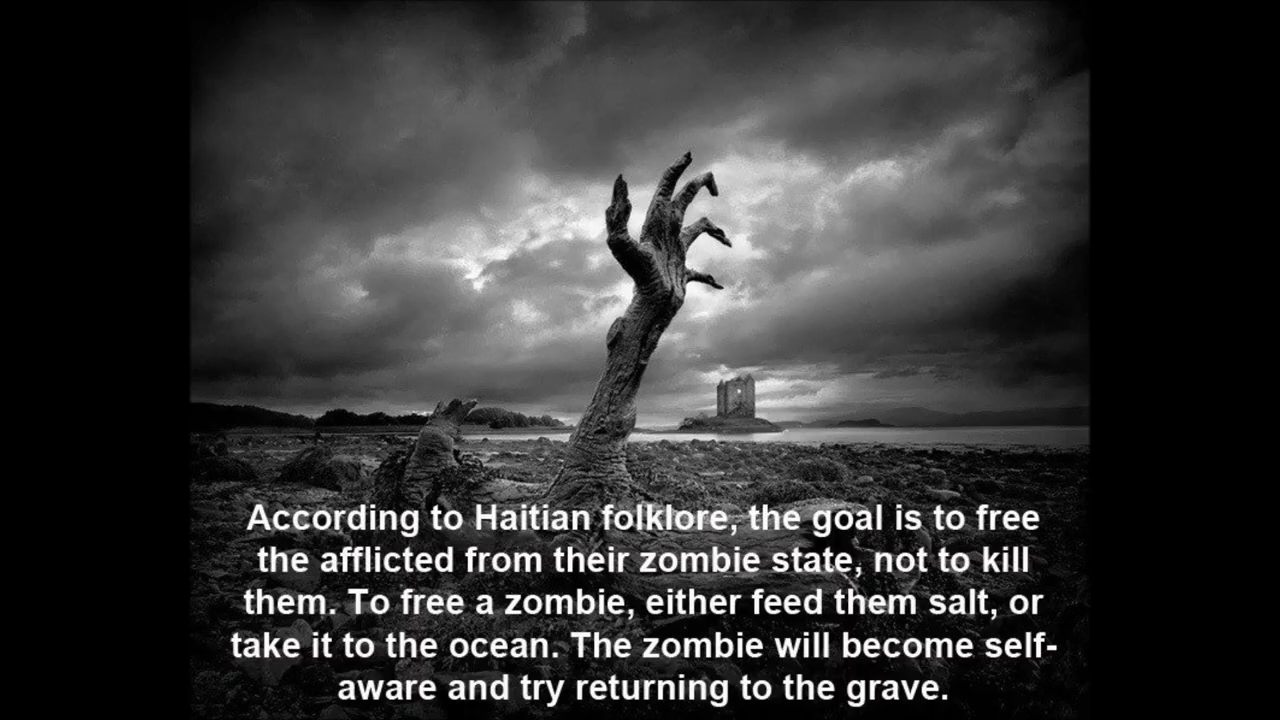 According to Haitian folklore, the goal is to free
the afflicted from their zombie state, not to kill
them. To free a zombie, either feed them salt, or
take it to the ocean. The zombie will become self-
aware and try returning to the grave.